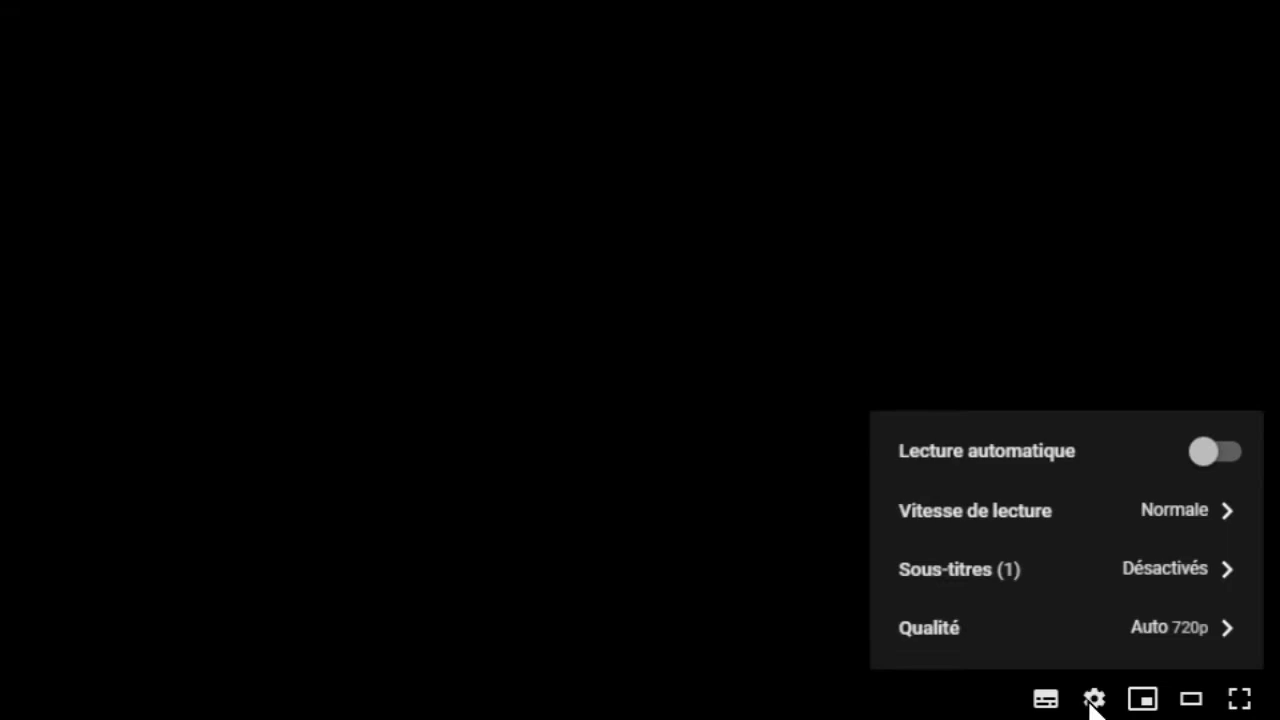 Lecture automatique
Vitesse de lecture Normale
Sous-titres (1) Désactivés
Qualité Auto 720p